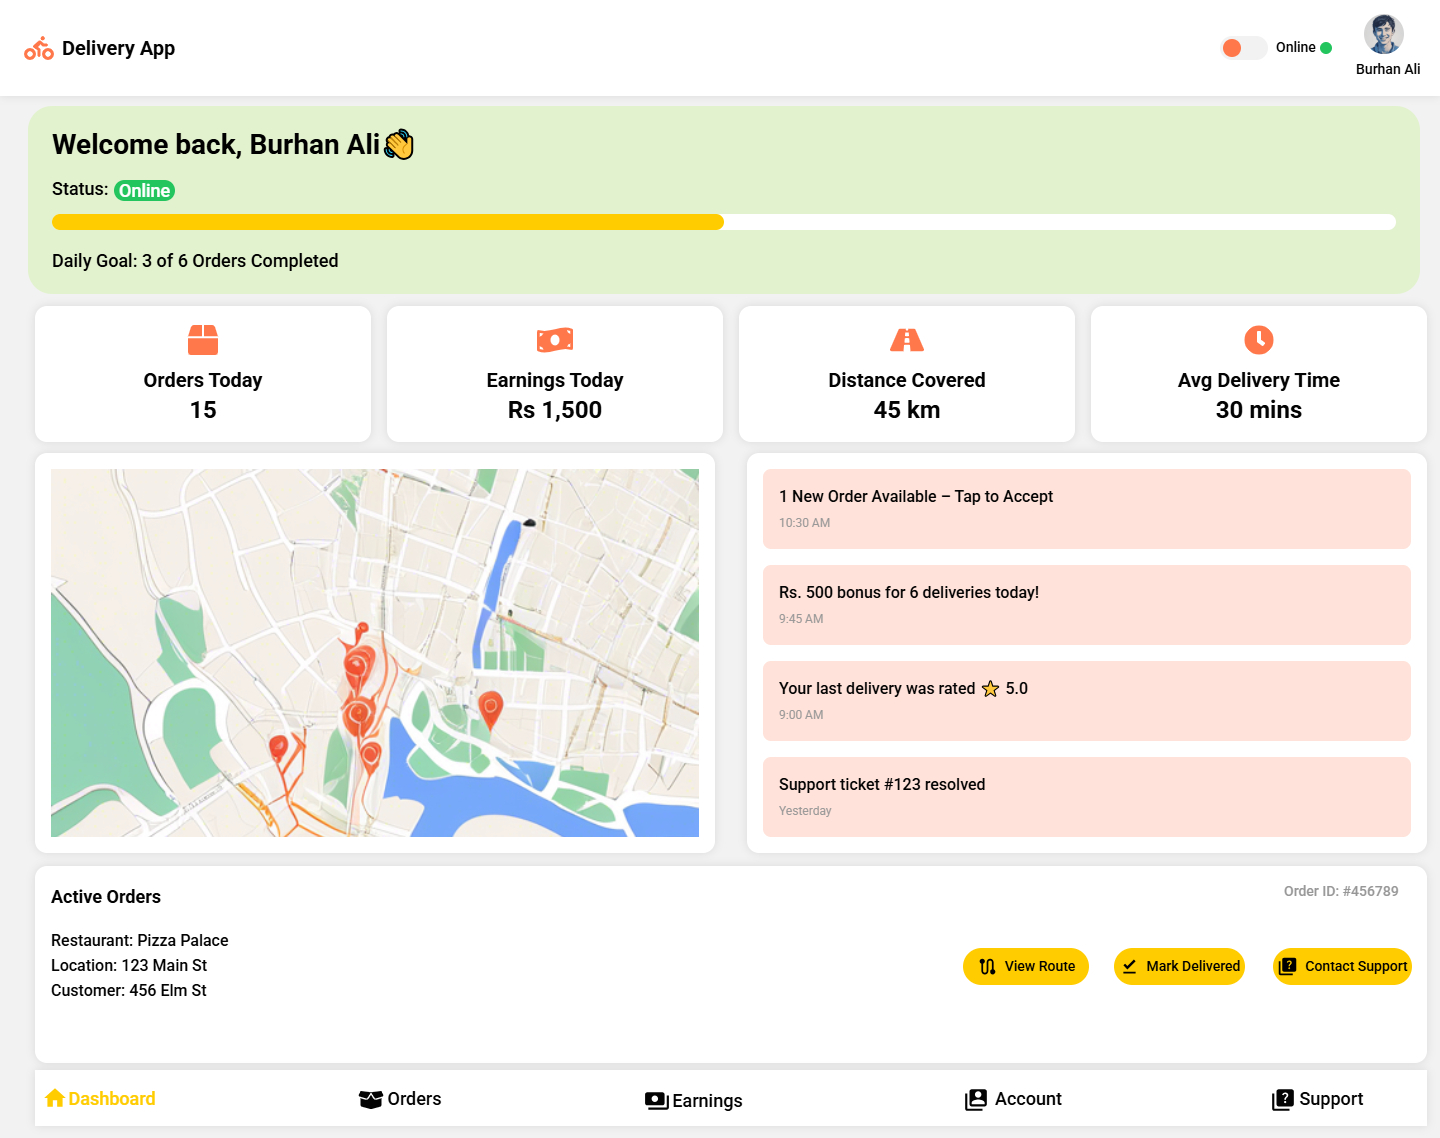 Delivery App
Online
Burhan Ali
Welcome back, Burhan Ali👋
Status: Online
Daily Goal: 3 of 6 Orders Completed
Orders Today
15
Earnings Today
Rs 1,500
Distance Covered
45 km
Avg Delivery Time
30 mins
1 New Order Available – Tap to Accept
10:30 AM
Rs. 500 bonus for 6 deliveries today!
9:45 AM
Your last delivery was rated ⭐ 5.0
9:00 AM
Support ticket #123 resolved
Yesterday
Active Orders
Order ID: #456789
Restaurant: Pizza Palace
Location: 123 Main St
Customer: 456 Elm St
View Route
Mark Delivered
Contact Support
Dashboard
Orders
Earnings
Account
Support